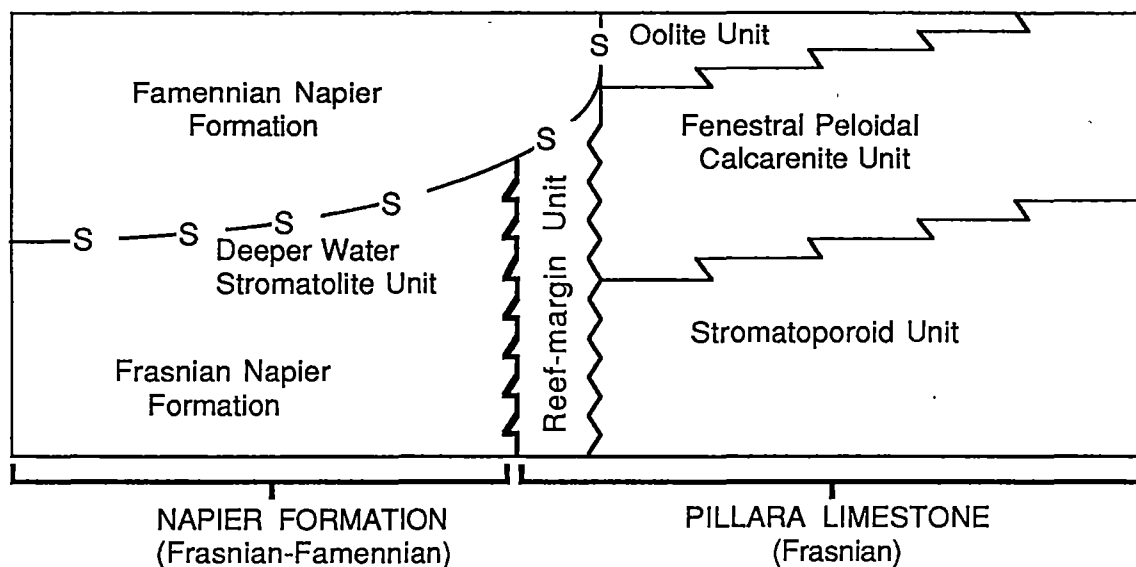 S
Oolite Unit
Famennian Napier
Formation
Fenestral Peloidal
Calcarenite Unit
S
S
S
S
S
Deeper Water
Stromatolite Unit
Reef-margin Unit
Stromatoporoid Unit
Frasnian Napier
Formation
NAPIER FORMATION
(Frasnian-Famennian)
PILLARA LIMESTONE
(Frasnian)